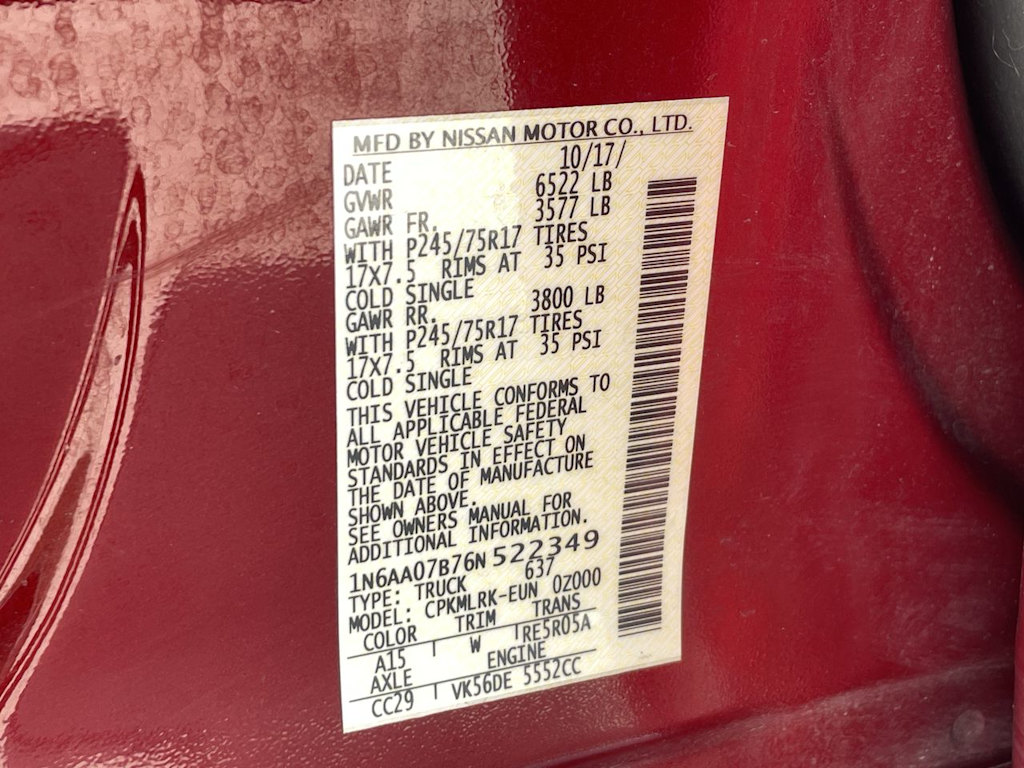 MFD BY NISSAN MOTOR CO., LTD.
DATE 10/17/
GVWR 6522 LB
GAWR FR. 3577 LB
WITH P245/75R17 TIRES
17X7.5 RIMS AT 35 PSI
COLD SINGLE
GAWR RR. 3800 LB
WITH P245/75R17 TIRES
17X7.5 RIMS AT 35 PSI
COLD SINGLE
THIS VEHICLE CONFORMS TO
ALL APPLICABLE FEDERAL
MOTOR VEHICLE SAFETY
STANDARDS IN EFFECT ON
THE DATE OF MANUFACTURE
SHOWN ABOVE.
SEE OWNERS MANUAL FOR
ADDITIONAL INFORMATION.
1N6AA07B76N 522349
TYPE: TRUCK 637
MODEL: CPKMLRK-EUN 0Z000
COLOR TRIM TRANS
A15 W RE5R05A
AXLE ENGINE
CC29 VK56DE 5552CC